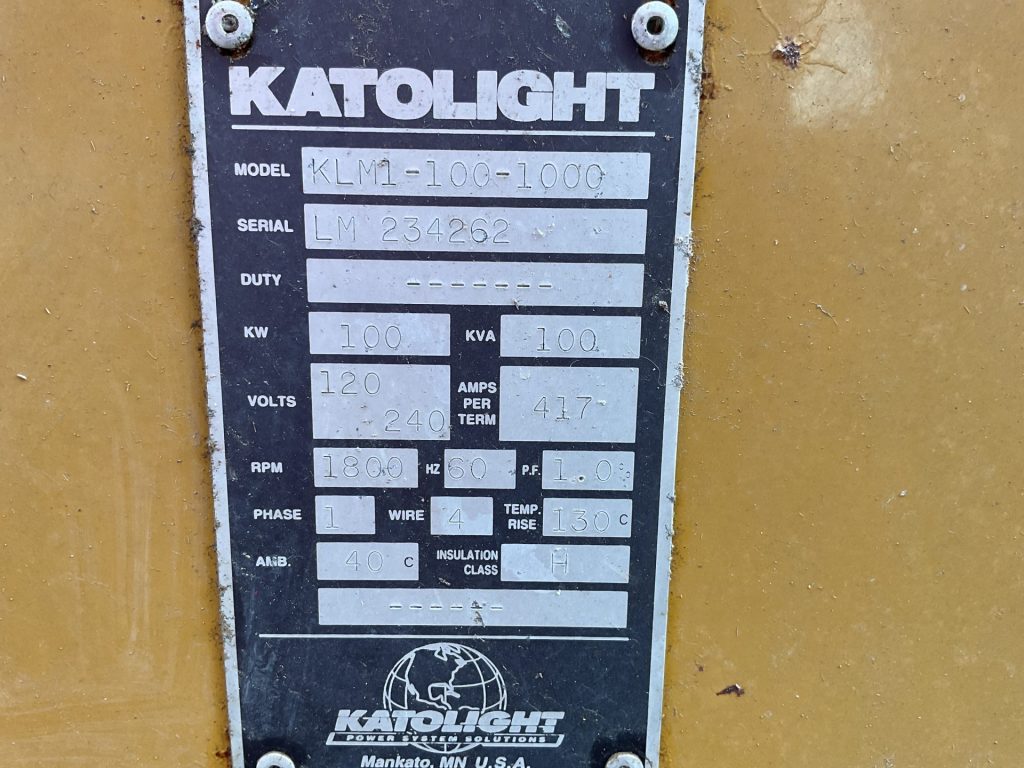 KATOLIGHT
MODEL KLM1-100-1000
SERIAL LM 234262
DUTY -------
KW 100 KVA 100
VOLTS 120 240 AMPS PER TERM 417
RPM 1800 HZ 60 P.F. 1.0
PHASE 1 WIRE 4 TEMP. RISE 130 C
AMB. 40 C INSULATION CLASS H
------
KATOLIGHT
POWER SYSTEM SOLUTIONS
Mankato, MN U.S.A.